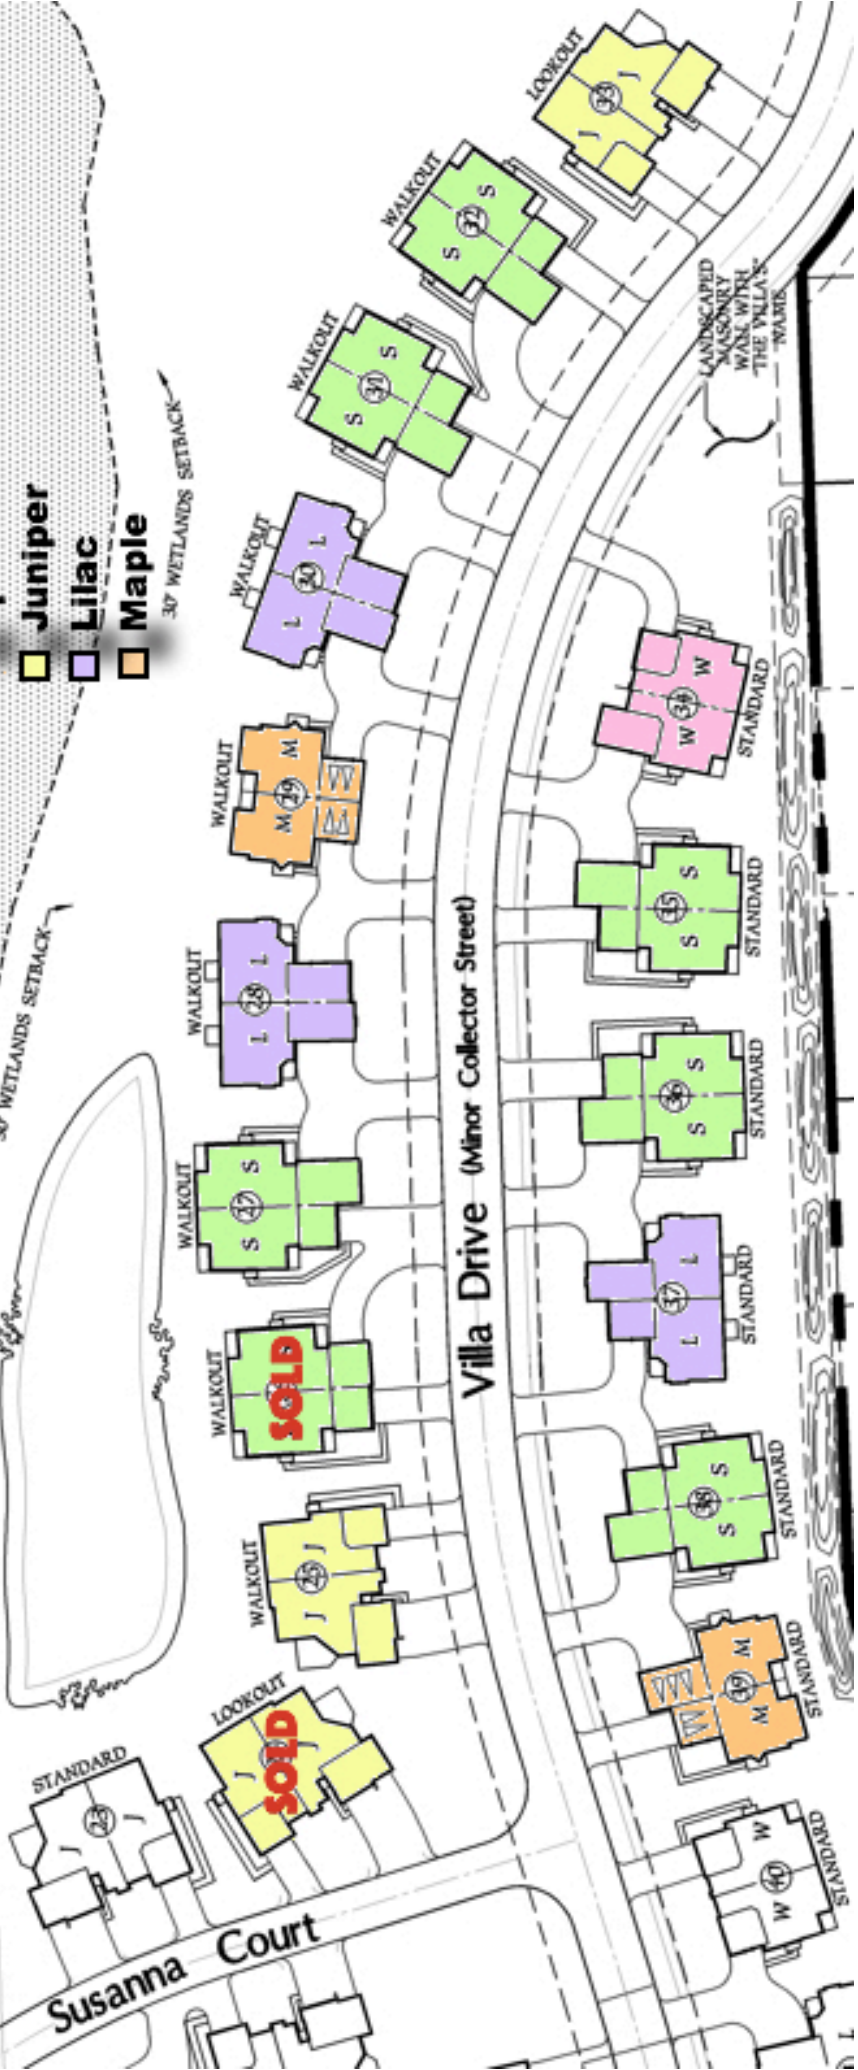 LOOKOUT
33
J
J
WALKOUT
32
S
S
WALKOUT
31
S
S
LANDSCAPED
MASONRY
WALL WITH
"THE VILLA'S"
NAME
Juniper
Lilac
Maple
30' WETLANDS SETBACK
WALKOUT
30
L
L
34
W
W
STANDARD
WALKOUT
29
M
M
35
S
S
STANDARD
30' WETLANDS SETBACK
WALKOUT
28
L
L
Villa Drive (Minor Collector Street)
36
S
S
STANDARD
WALKOUT
27
S
S
37
L
L
STANDARD
WALKOUT
SOLD
S
38
S
S
STANDARD
WALKOUT
25
J
J
39
M
M
STANDARD
LOOKOUT
SOLD
J
J
STANDARD
23
J
J
40
W
W
STANDARD
Susanna Court